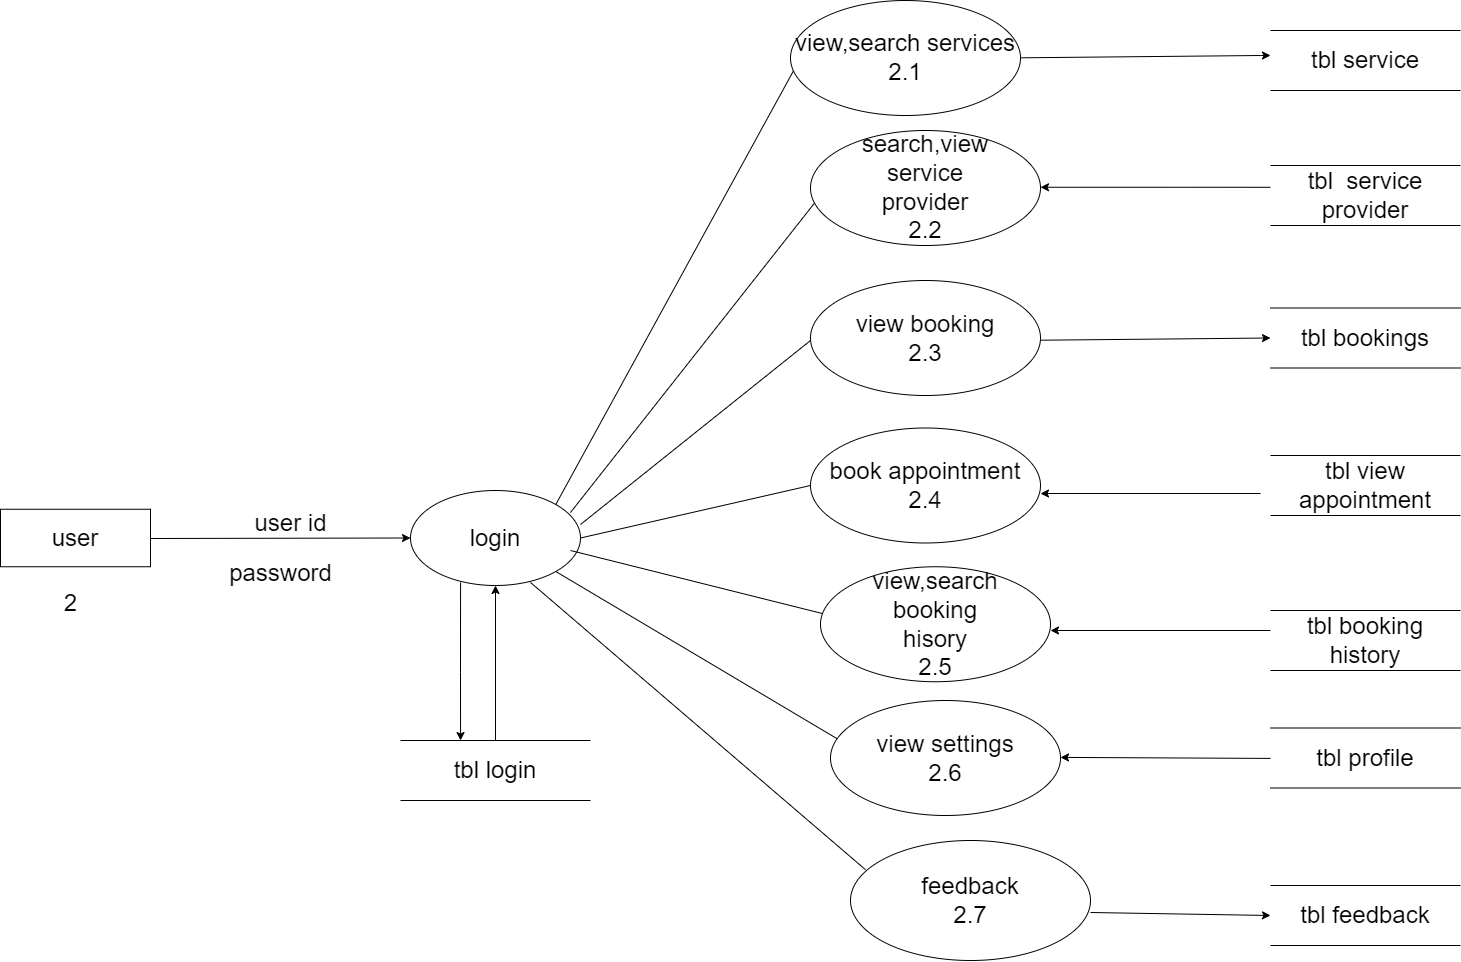 view,search services
2.1
tbl service
search,view
service
provider
2.2
tbl  service
provider
view booking
2.3
tbl bookings
book appointment
2.4
tbl view
appointment
user
user id
password
2
login
view,search
booking
hisory
2.5
tbl booking
history
tbl login
view settings
2.6
tbl profile
feedback
2.7
tbl feedback